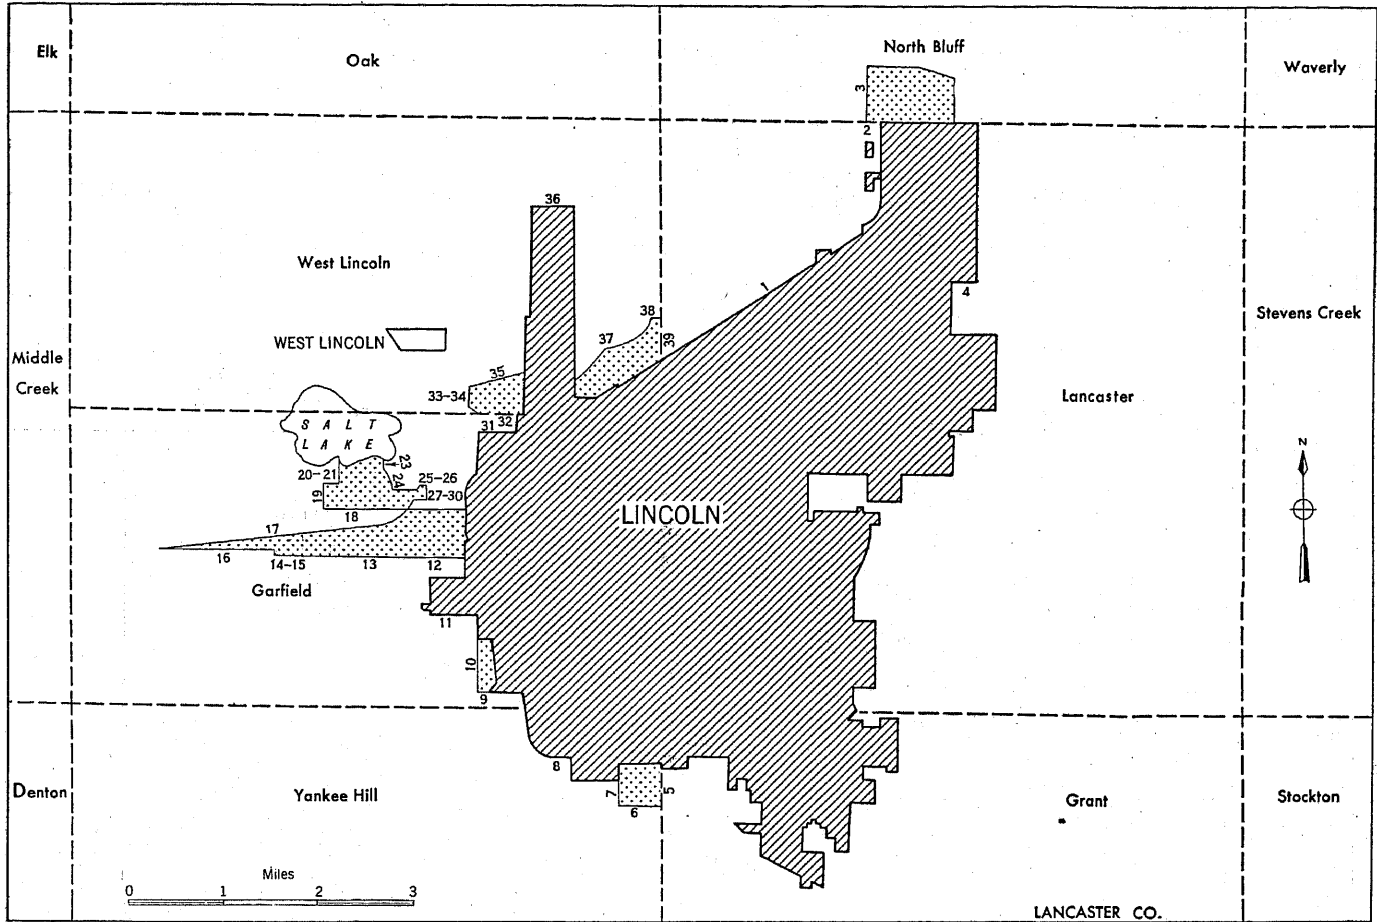 Elk
Oak
North Bluff
Waverly
3
2
36
West Lincoln
1
4
Stevens Creek
38
37
39
WEST LINCOLN
Middle
Creek
35
33-34
Lancaster
31
32
SALT
LAKE
N
20-21
23
24
25-26
27-30
19
18
LINCOLN
17
16
14-15
13
12
Garfield
11
10
9
8
7
5
6
Denton
Yankee Hill
Grant
Stockton
Miles
0 1 2 3
LANCASTER CO.